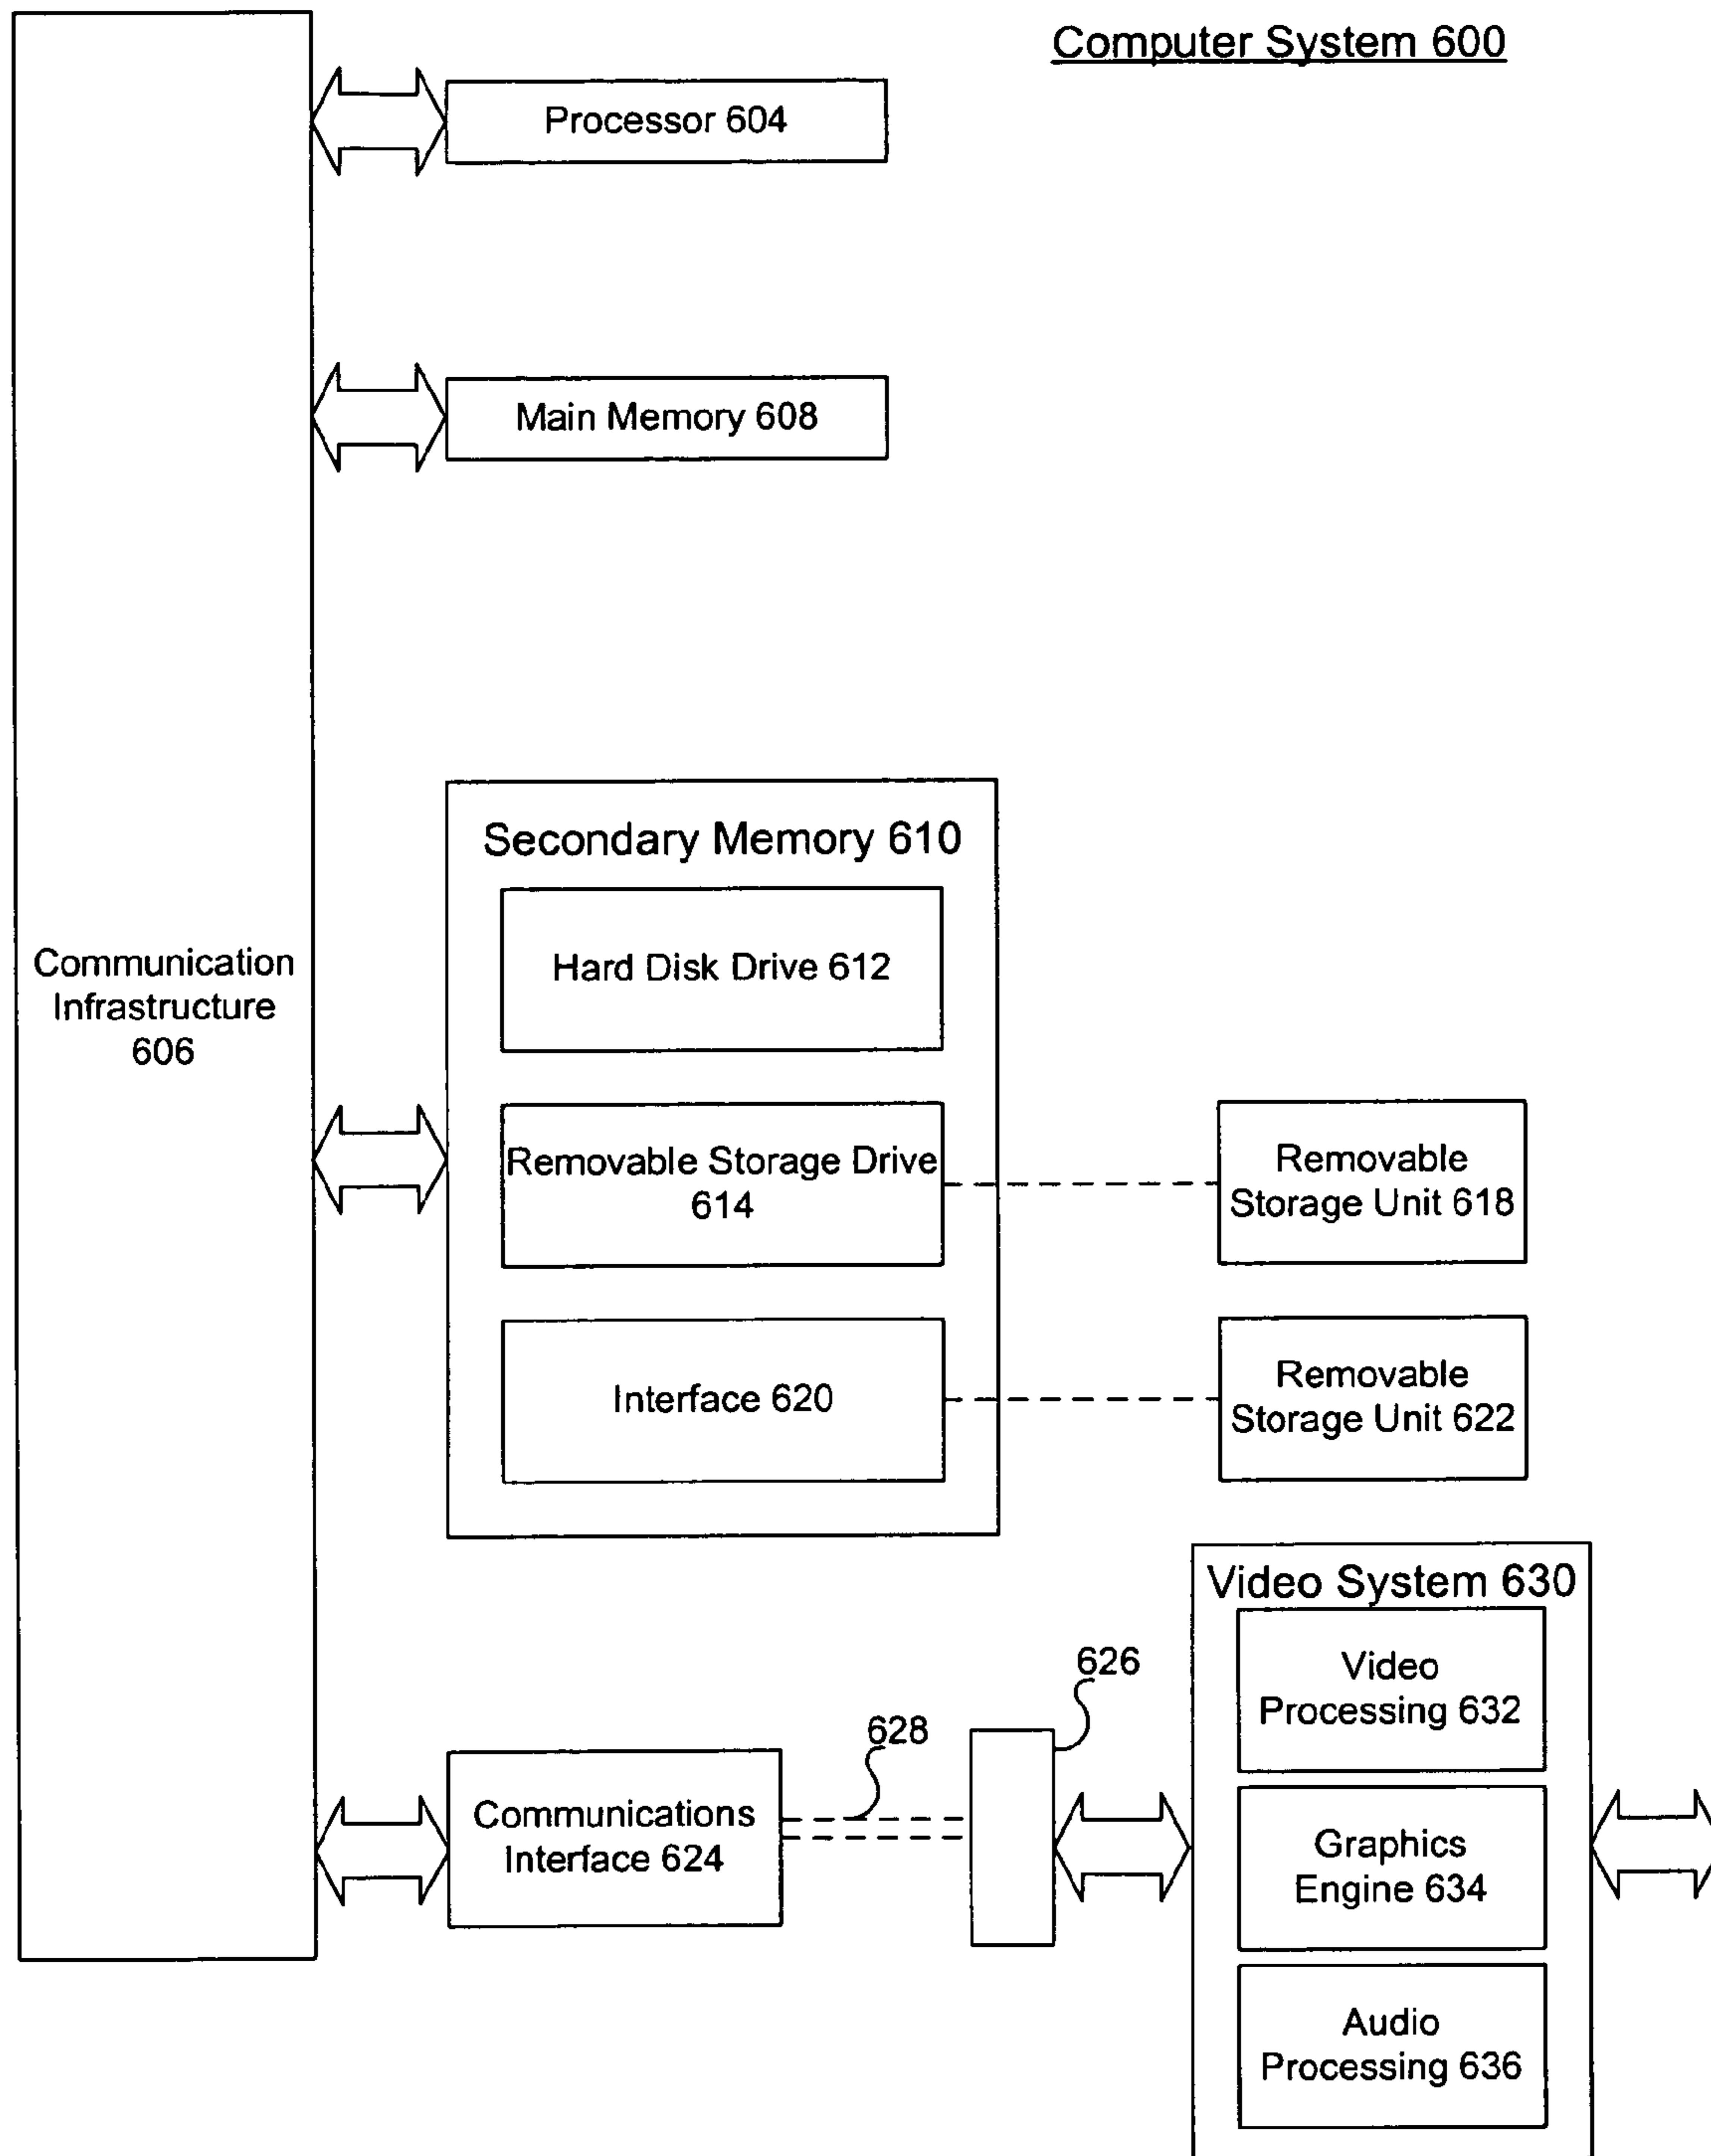 Computer System 600
Processor 604
Main Memory 608
Secondary Memory 610
Hard Disk Drive 612
Communication
Infrastructure
606
Removable Storage Drive
614
Removable
Storage Unit 618
Interface 620
Removable
Storage Unit 622
Video System 630
Video
Processing 632
626
628
Communications
Interface 624
Graphics
Engine 634
Audio
Processing 636